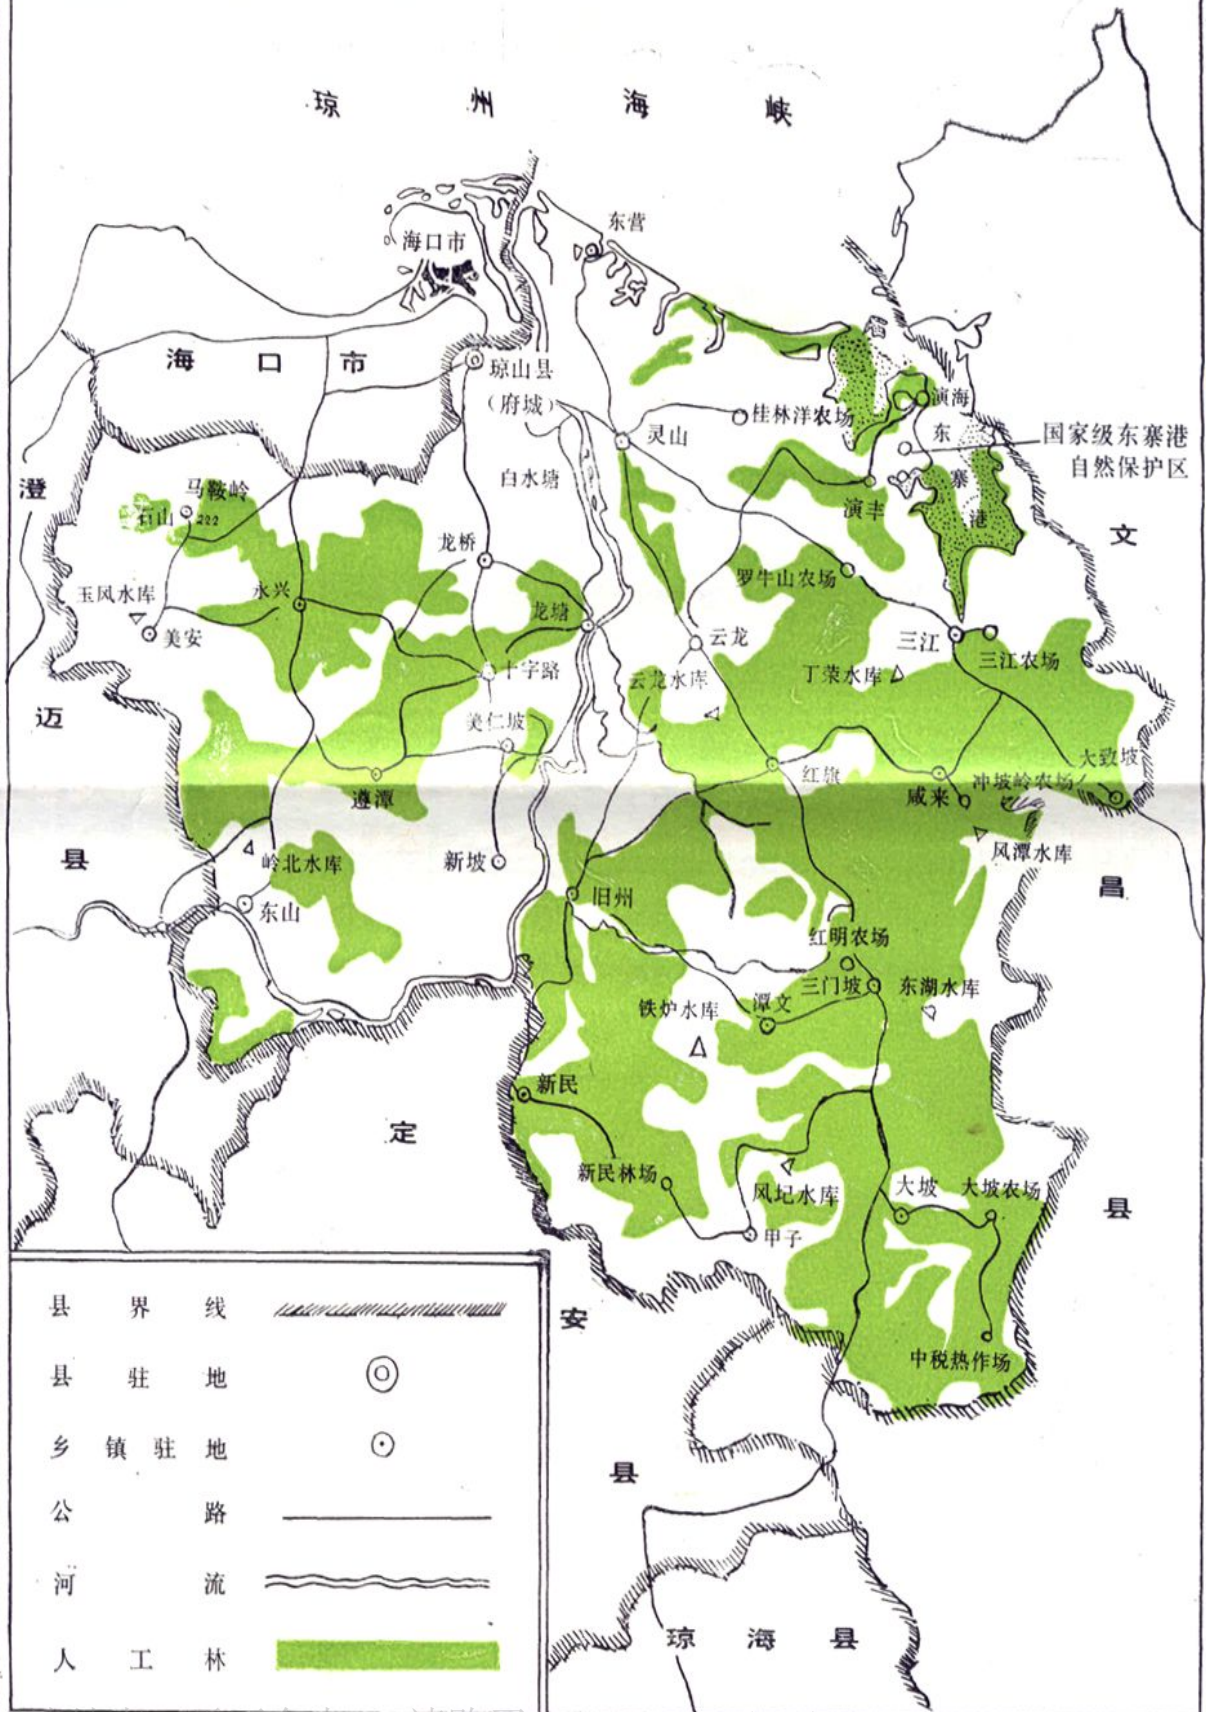 琼州海峡
东营
海口市
海口市
琼山县
（府城）
灵山
桂林洋农场
演海
东
寨
港
国家级东寨港
自然保护区
白水塘
演丰
澄
迈
县
文
昌
县
马鞍岭
石山
222
龙桥
罗牛山农场
玉凤水库
永兴
龙塘
美安
云龙
三江
三江农场
十字路
云龙水库
丁荣水库
美仁坡
红旗
大致坡
遵潭
咸来
冲坡岭农场
岭北水库
新坡
凤潭水库
东山
旧州
红明农场
三门坡
东湖水库
铁炉水库
潭文
新民
定
安
县
新民林场
风圮水库
大坡
大坡农场
甲子
中税热作场
县界线
县驻地
乡镇驻地
公路
河流
人工林
琼海县